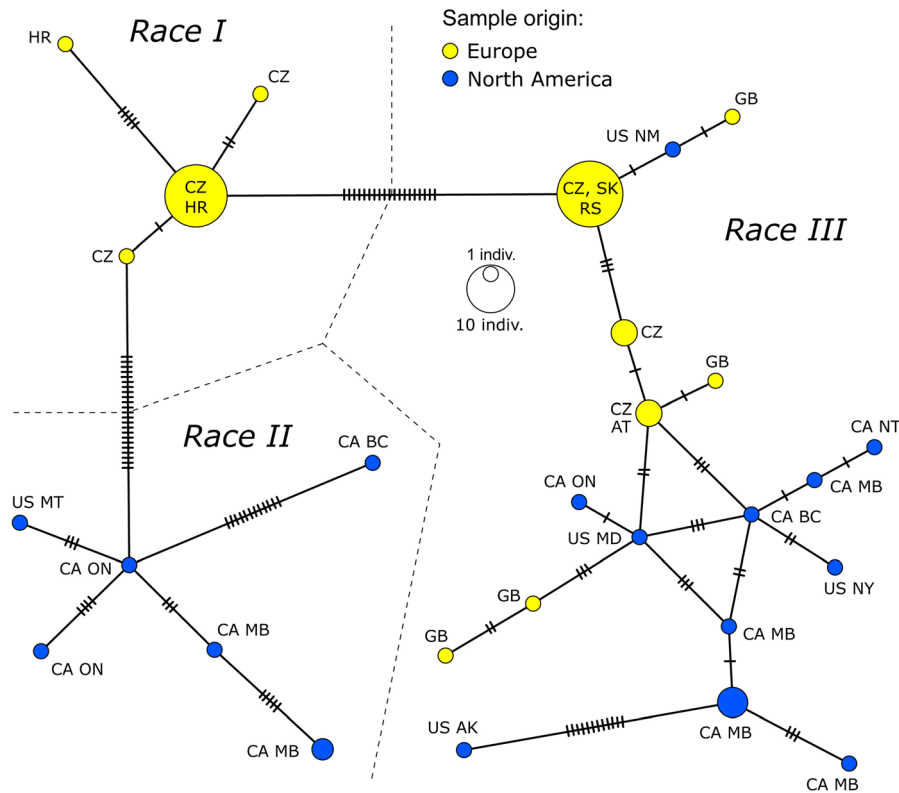 Sample origin:
Europe
North America
Race I
HR
CZ
CZ
HR
CZ
GB
US NM
CZ, SK
RS
Race III
1 indiv.
10 indiv.
CZ
GB
CZ
AT
Race II
CA BC
US MT
CA ON
CA ON
CA MB
CA MB
CA NT
CA MB
CA ON
CA BC
US MD
US NY
GB
GB
CA MB
US AK
CA MB
CA MB